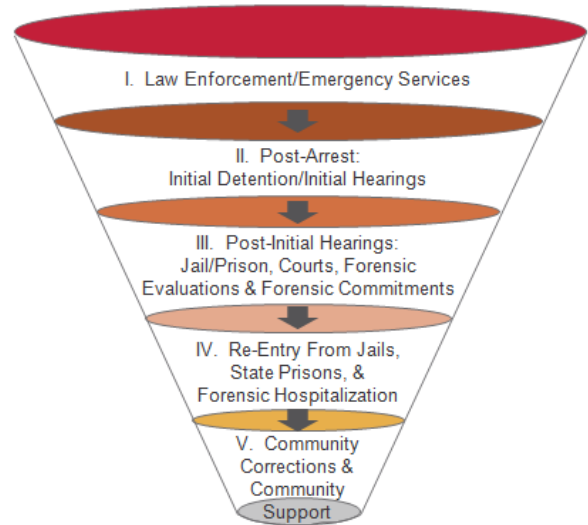 I. Law Enforcement/Emergency Services
II. Post-Arrest:
Initial Detention/Initial Hearings
III. Post-Initial Hearings:
Jail/Prison, Courts, Forensic
Evaluations & Forensic Commitments
IV. Re-Entry From Jails,
State Prisons, &
Forensic Hospitalization
V. Community
Corrections &
Community
Support